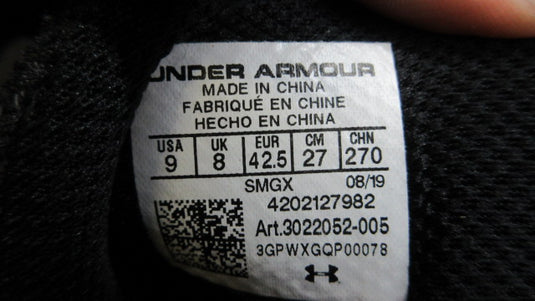 UNDER ARMOUR
MADE IN CHINA
FABRIQUÉ EN CHINE
HECHO EN CHINA
USA UK EUR CM CHN
9 8 42.5 27 270
SMGX 08/19
4202127982
Art.3022052-005
3GPWXGQP00078